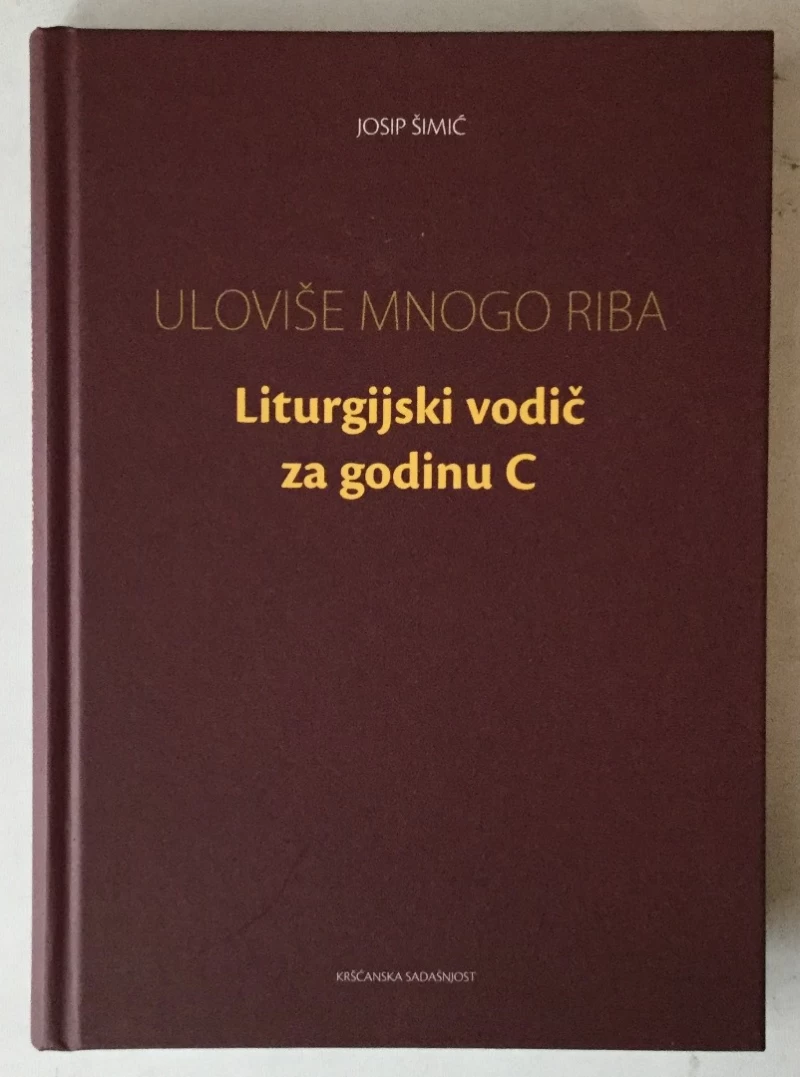 JOSIP ŠIMIĆ
ULOVIŠE MNOGO RIBA
Liturgijski vodič
za godinu C
KRŠĆANSKA SADAŠNJOST